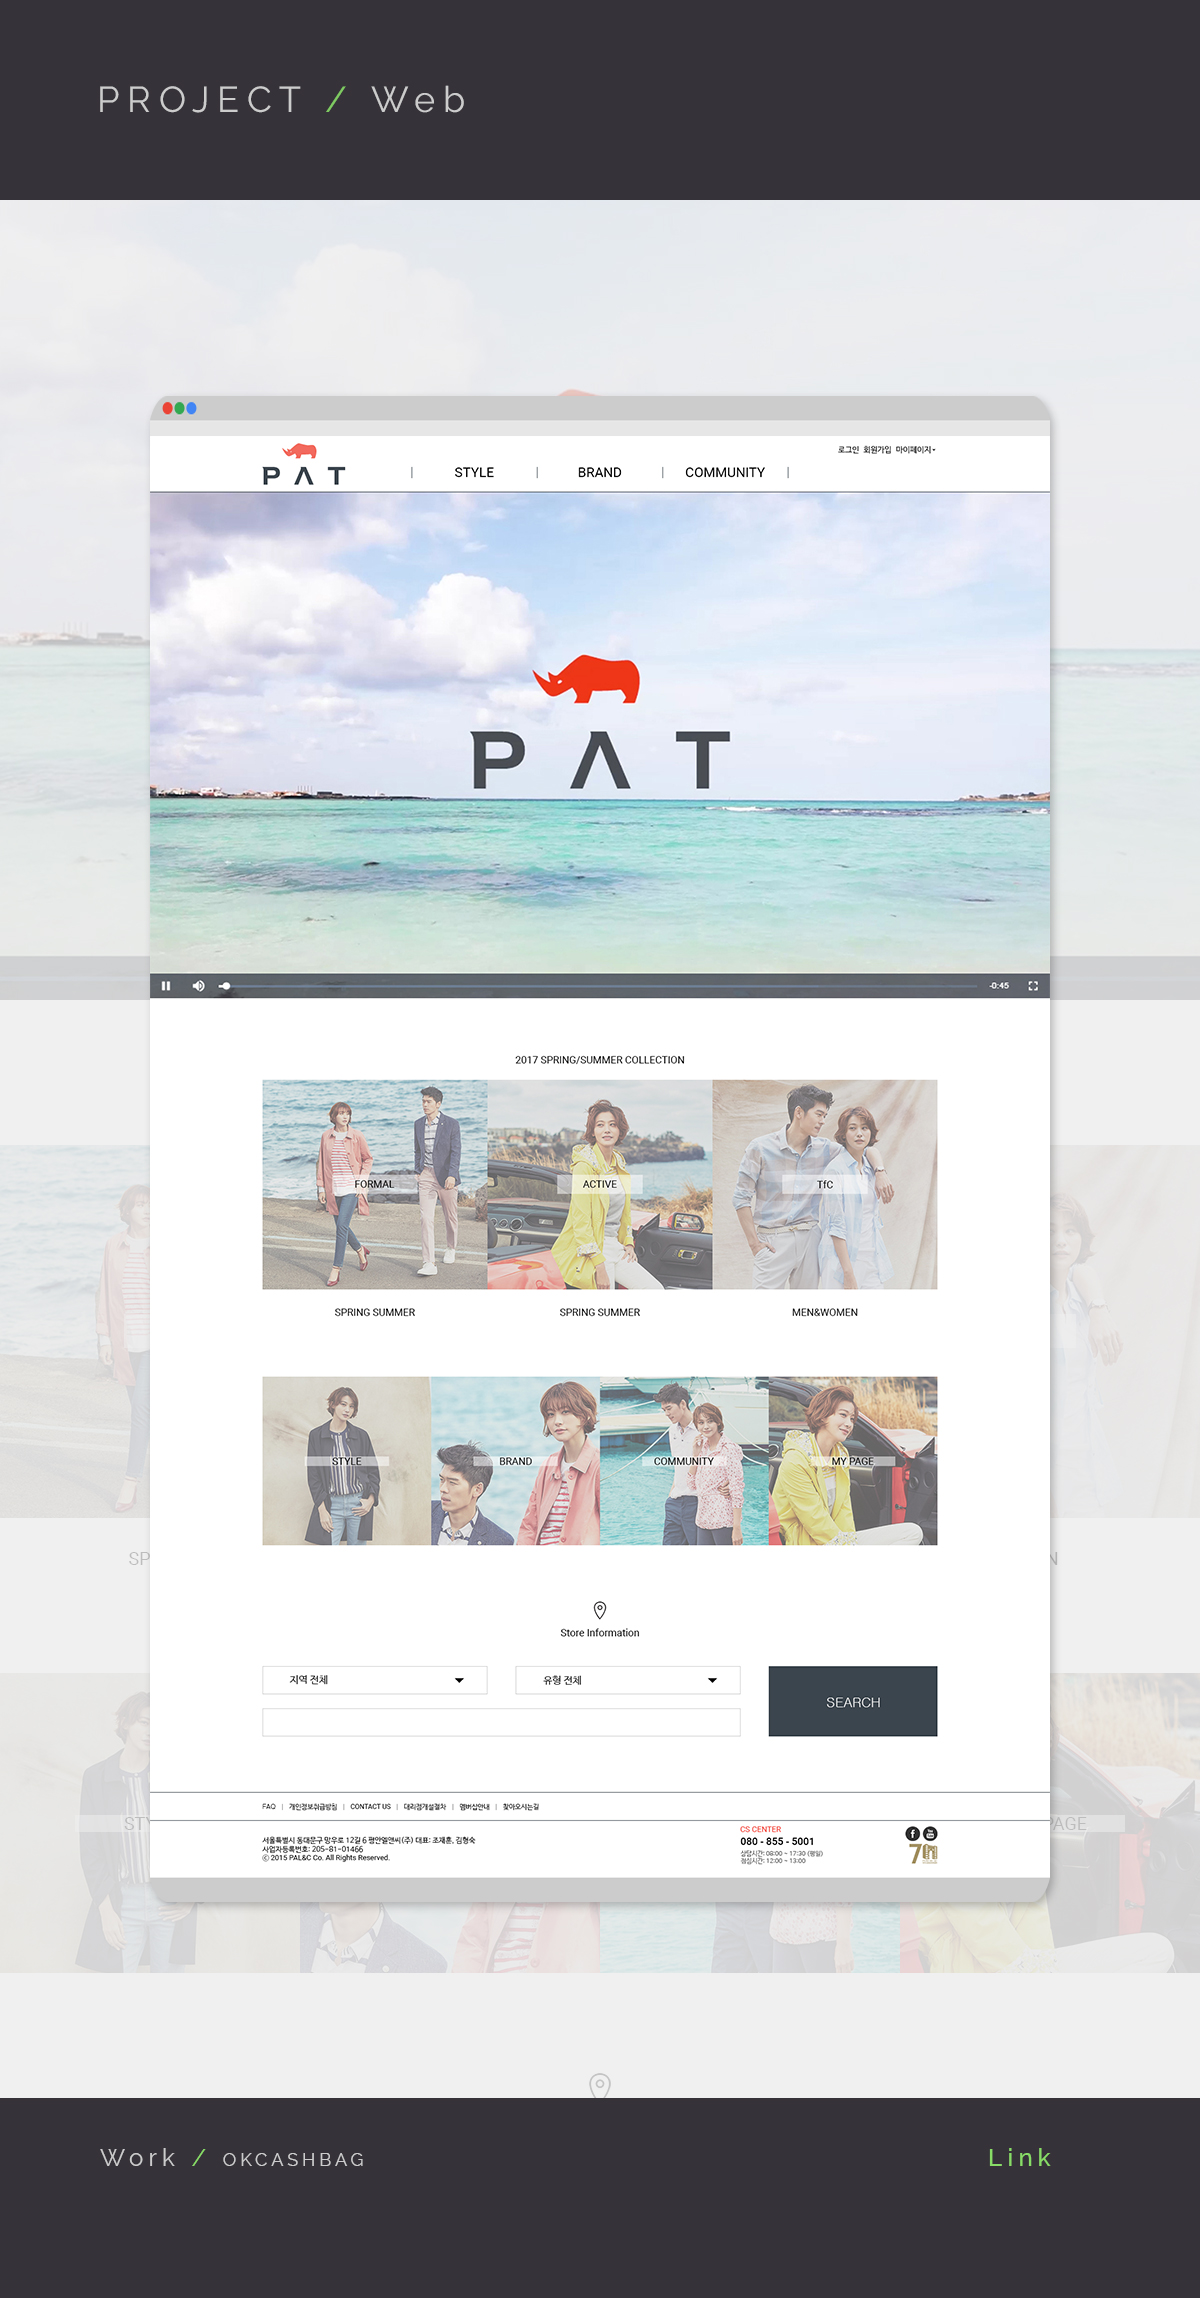 PROJECT / Web
로그인 회원가입 마이페이지
PAT
STYLE | BRAND | COMMUNITY
PAT
-0:45
2017 SPRING/SUMMER COLLECTION
FORMAL ACTIVE TfC
SPRING SUMMER SPRING SUMMER MEN&WOMEN
STYLE BRAND COMMUNITY MY PAGE
Store Information
지역 전체 유형 전체
SEARCH
FAQ | 개인정보취급방침 | CONTACT US | 대리점개설절차 | 멤버십안내 | 찾아오시는길
서울특별시 동대문구 망우로 12길 6 평안엘앤씨(주) 대표: 조재훈, 김형숙
사업자등록번호: 205-81-01466
ⓒ 2015 PAL&C Co. All Rights Reserved.
CS CENTER
080 - 855 - 5001
상담시간: 08:00 ~ 17:30 (평일)
점심시간: 12:00 ~ 13:00
70
SP
N
STY
PAGE
Work / OKCASHBAG
Link